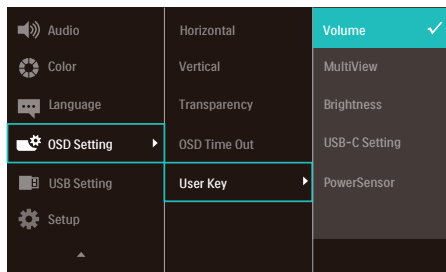 Audio
Color
Language
OSD Setting
USB Setting
Setup
Horizontal
Vertical
Transparency
OSD Time Out
User Key
Volume
MultiView
Brightness
USB-C Setting
PowerSensor